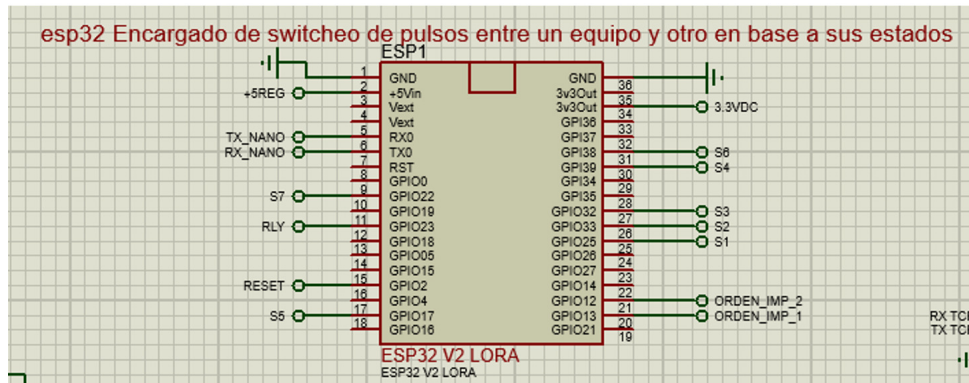 esp32 Encargado de switcheo de pulsos entre un equipo y otro en base a sus estados
ESP1
1 GND GND 36
+5REG 2 +5Vin 3v3Out 35
3 Vext 3v3Out 34 3.3VDC
4 Vext GPI36 33
TX_NANO 5 RX0 GPI37 32
RX_NANO 6 TX0 GPI38 31 S6
7 RST GPI39 30 S4
8 GPIO0 GPI34 29
S7 9 GPIO22 GPI35 28
10 GPIO19 GPIO32 27 S3
RLY 11 GPIO23 GPIO33 26 S2
12 GPIO18 GPIO25 25 S1
13 GPIO05 GPIO26 24
14 GPIO15 GPIO27 23
RESET 15 GPIO2 GPIO14 22
16 GPIO4 GPIO12 21 ORDEN_IMP_2
S5 17 GPIO17 GPIO13 20 ORDEN_IMP_1
18 GPIO16 GPIO21 19
RX TC
TX TC
ESP32 V2 LORA
ESP32 V2 LORA